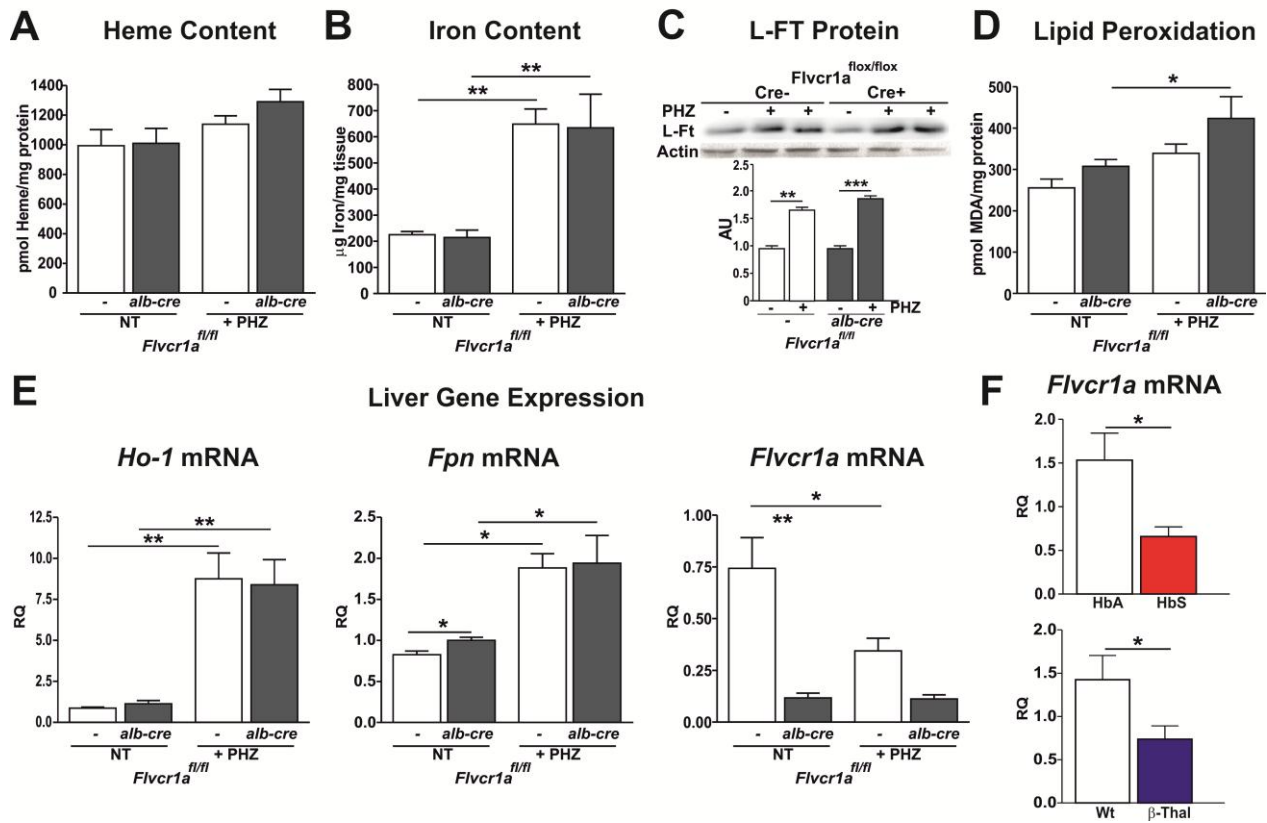 A Heme Content
pmol Heme/mg protein
1400
1200
1000
800
600
400
200
0
- alb-cre - alb-cre
NT + PHZ
Flvcr1a fl/fl
B Iron Content
µg Iron/mg tissue
800
700
600
500
400
300
200
100
0
** **
- alb-cre - alb-cre
NT + PHZ
Flvcr1a fl/fl
C L-FT Protein
Flvcr1a flox/flox
Cre- Cre+
PHZ - + + - + +
L-Ft
Actin
AU
2.0
1.5
1.0
0.5
0
** ***
- + - + PHZ
- alb-cre
Flvcr1a fl/fl
D Lipid Peroxidation
pmol MDA/mg protein
500
400
300
200
100
0
*
- alb-cre - alb-cre
NT + PHZ
Flvcr1a fl/fl
E Liver Gene Expression
Ho-1 mRNA
RQ
12.5
10.0
7.5
5.0
2.5
0.0
** **
- alb-cre - alb-cre
NT + PHZ
Flvcr1a fl/fl
Fpn mRNA
RQ
2.5
2.0
1.5
1.0
0.5
0.0
* * *
- alb-cre - alb-cre
NT + PHZ
Flvcr1a fl/fl
Flvcr1a mRNA
RQ
1.00
0.75
0.50
0.25
0.00
* **
- alb-cre - alb-cre
NT + PHZ
Flvcr1a fl/fl
F Flvcr1a mRNA
RQ
2.0
1.5
1.0
0.5
0.0
*
HbA HbS
RQ
2.0
1.5
1.0
0.5
0.0
*
Wt β-Thal